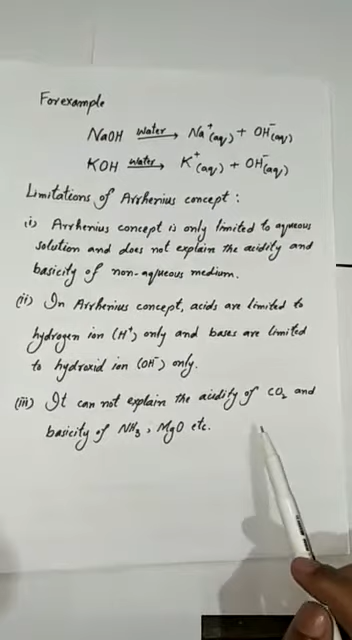 For example
NaOH water→ Na⁺(aq) + OH⁻(aq)
KOH water→ K⁺(aq) + OH⁻(aq)
Limitations of Arrhenius concept :
(i) Arrhenius concept is only limited to aqueous
solution and does not explain the acidity and
basicity of non-aqueous medium.
(ii) In Arrhenius concept, acids are limited to
hydrogen ion (H⁺) only and bases are limited
to hydroxid ion (OH⁻) only.
(iii) It can not explain the acidity of CO₂ and
basicity of NH₃, MgO etc.